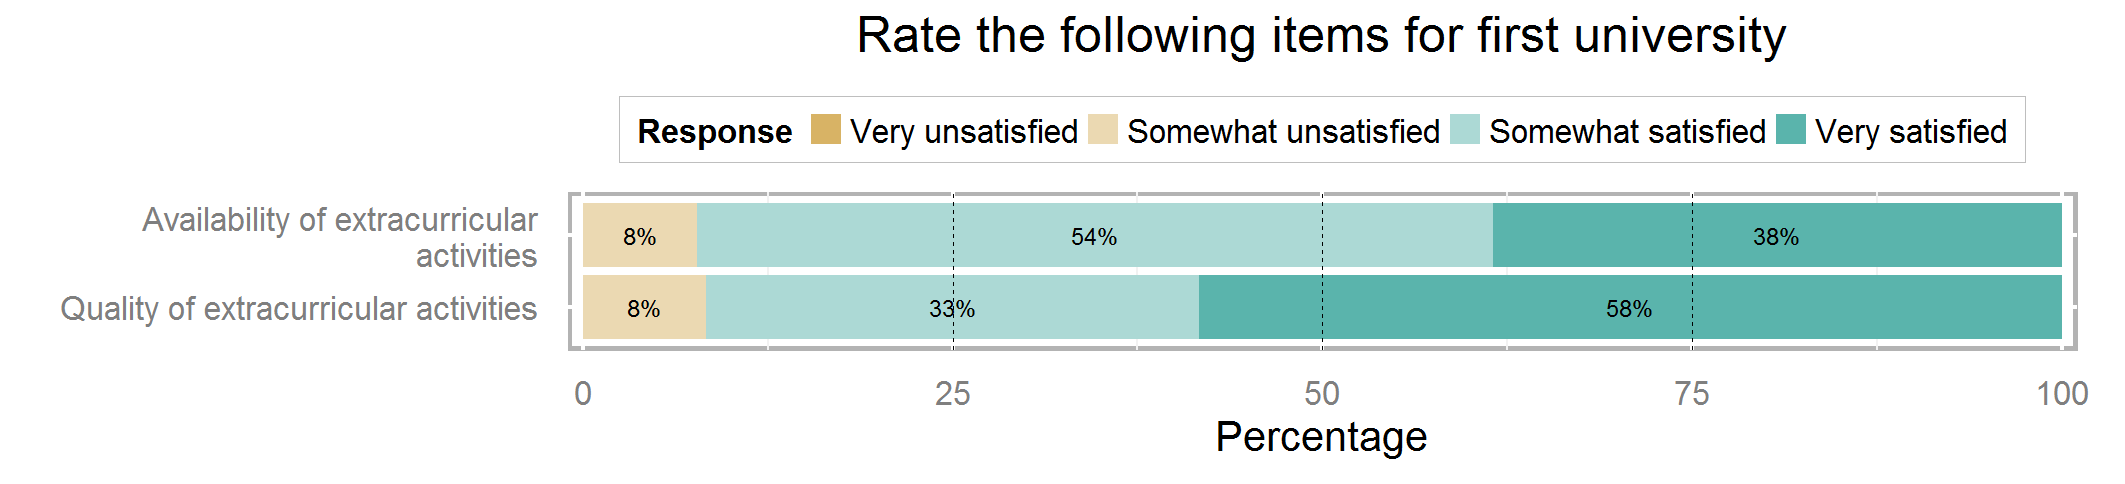 Rate the following items for first university
Response Very unsatisfied Somewhat unsatisfied Somewhat satisfied Very satisfied
Availability of extracurricular
activities
8% 54% 38%
Quality of extracurricular activities
8% 33% 58%
0 25 50 75 100
Percentage